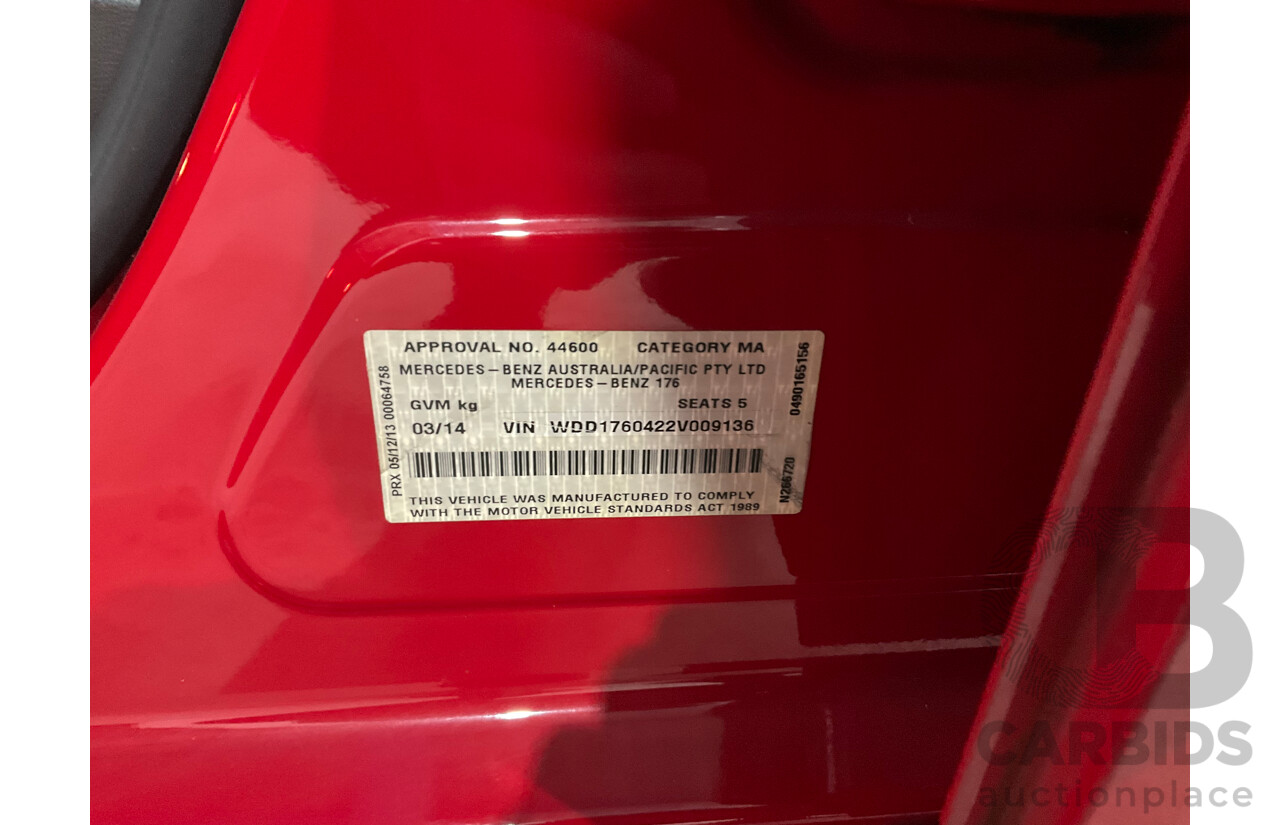 APPROVAL NO. 44600 CATEGORY MA
MERCEDES-BENZ AUSTRALIA/PACIFIC PTY LTD
MERCEDES-BENZ 176
GVM kg SEATS 5
03/14 VIN WDD1760422V009136
THIS VEHICLE WAS MANUFACTURED TO COMPLY
WITH THE MOTOR VEHICLE STANDARDS ACT 1989
PRX 05/12/13 00064758
0490165156
N266720
CB
CARBIDS
auctionplace